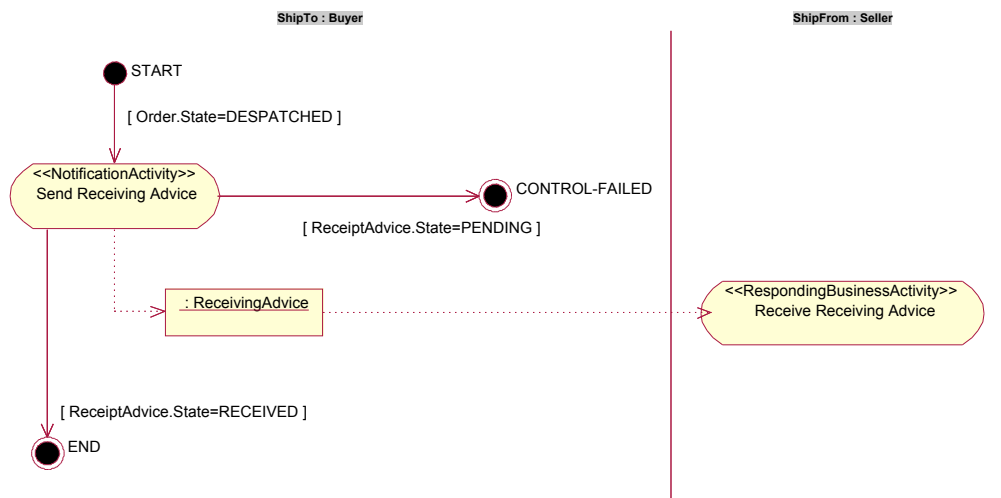 ShipTo : Buyer
ShipFrom : Seller
START
[ Order.State=DESPATCHED ]
<<NotificationActivity>>
Send Receiving Advice
CONTROL-FAILED
[ ReceiptAdvice.State=PENDING ]
: ReceivingAdvice
<<RespondingBusinessActivity>>
Receive Receiving Advice
[ ReceiptAdvice.State=RECEIVED ]
END